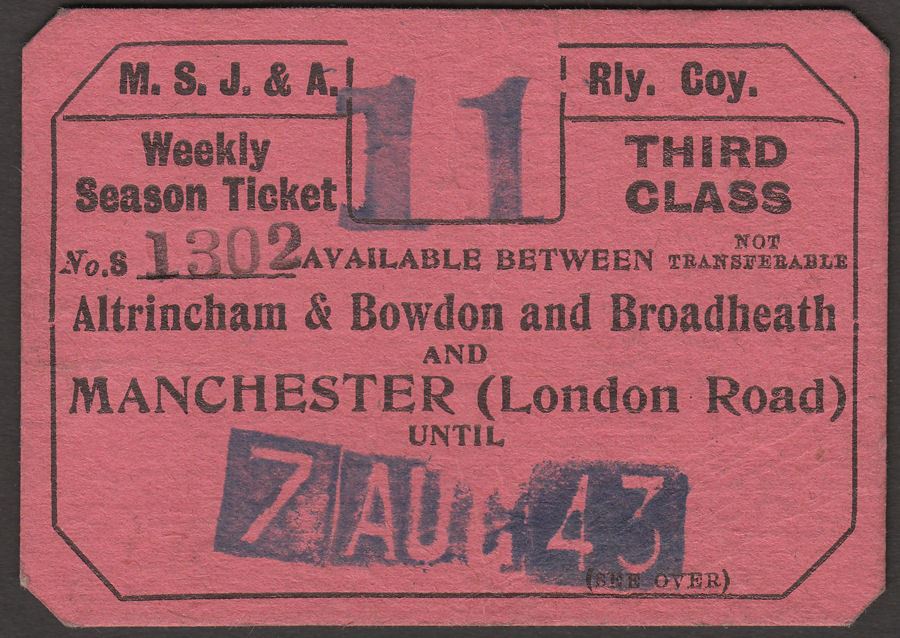 M. S. J. & A. 11 Rly. Coy.
Weekly
Season Ticket
THIRD
CLASS
No. S 1302 AVAILABLE BETWEEN NOT TRANSFERABLE
Altrincham & Bowdon and Broadheath
AND
MANCHESTER (London Road)
UNTIL
7 AUG 43
(SEE OVER)